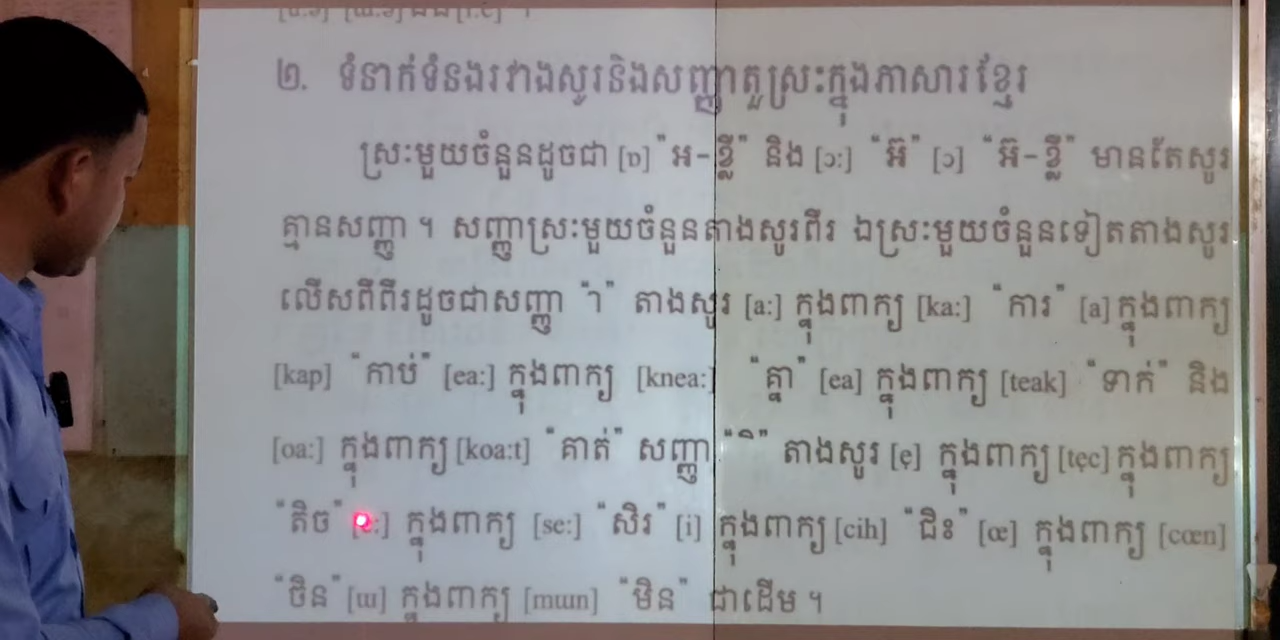 ២. ទំនាក់ទំនងរវាងសូរនិងសញ្ញាតួស្រះក្នុងភាសារខ្មែរ
ស្រៈមួយចំនួនដូចជា [ɒ] "អ-ខ្លី" និង [ɔ:] "អ៊" [ɔ] "អ៊-ខ្លី" មានតែសូរ
គ្មានសញ្ញា ។ សញ្ញាស្រៈមួយចំនួនតាងសូរពីរ ឯស្រៈមួយចំនួនទៀតតាងសូរ
លើសពីពីរដូចជាសញ្ញា "ា" តាងសូរ [a:] ក្នុងពាក្យ [ka:] "ការ" [a] ក្នុងពាក្យ
[kap] "កាប់" [ea:] ក្នុងពាក្យ [knea: "គ្នា" [ea] ក្នុងពាក្យ [teak] "ទាក់" និង
[oa:] ក្នុងពាក្យ [koa:t] "គាត់" សញ្ញា "ិ" តាងសូរ [ẹ] ក្នុងពាក្យ [tẹc] ក្នុងពាក្យ
"តិច" [e:] ក្នុងពាក្យ [se:] "សិរ" [i] ក្នុងពាក្យ [cih] "ជិះ" [œ] ក្នុងពាក្យ [cœn]
"ចិន" [ɯ] ក្នុងពាក្យ [mɯn] "មិន" ជាដើម ។